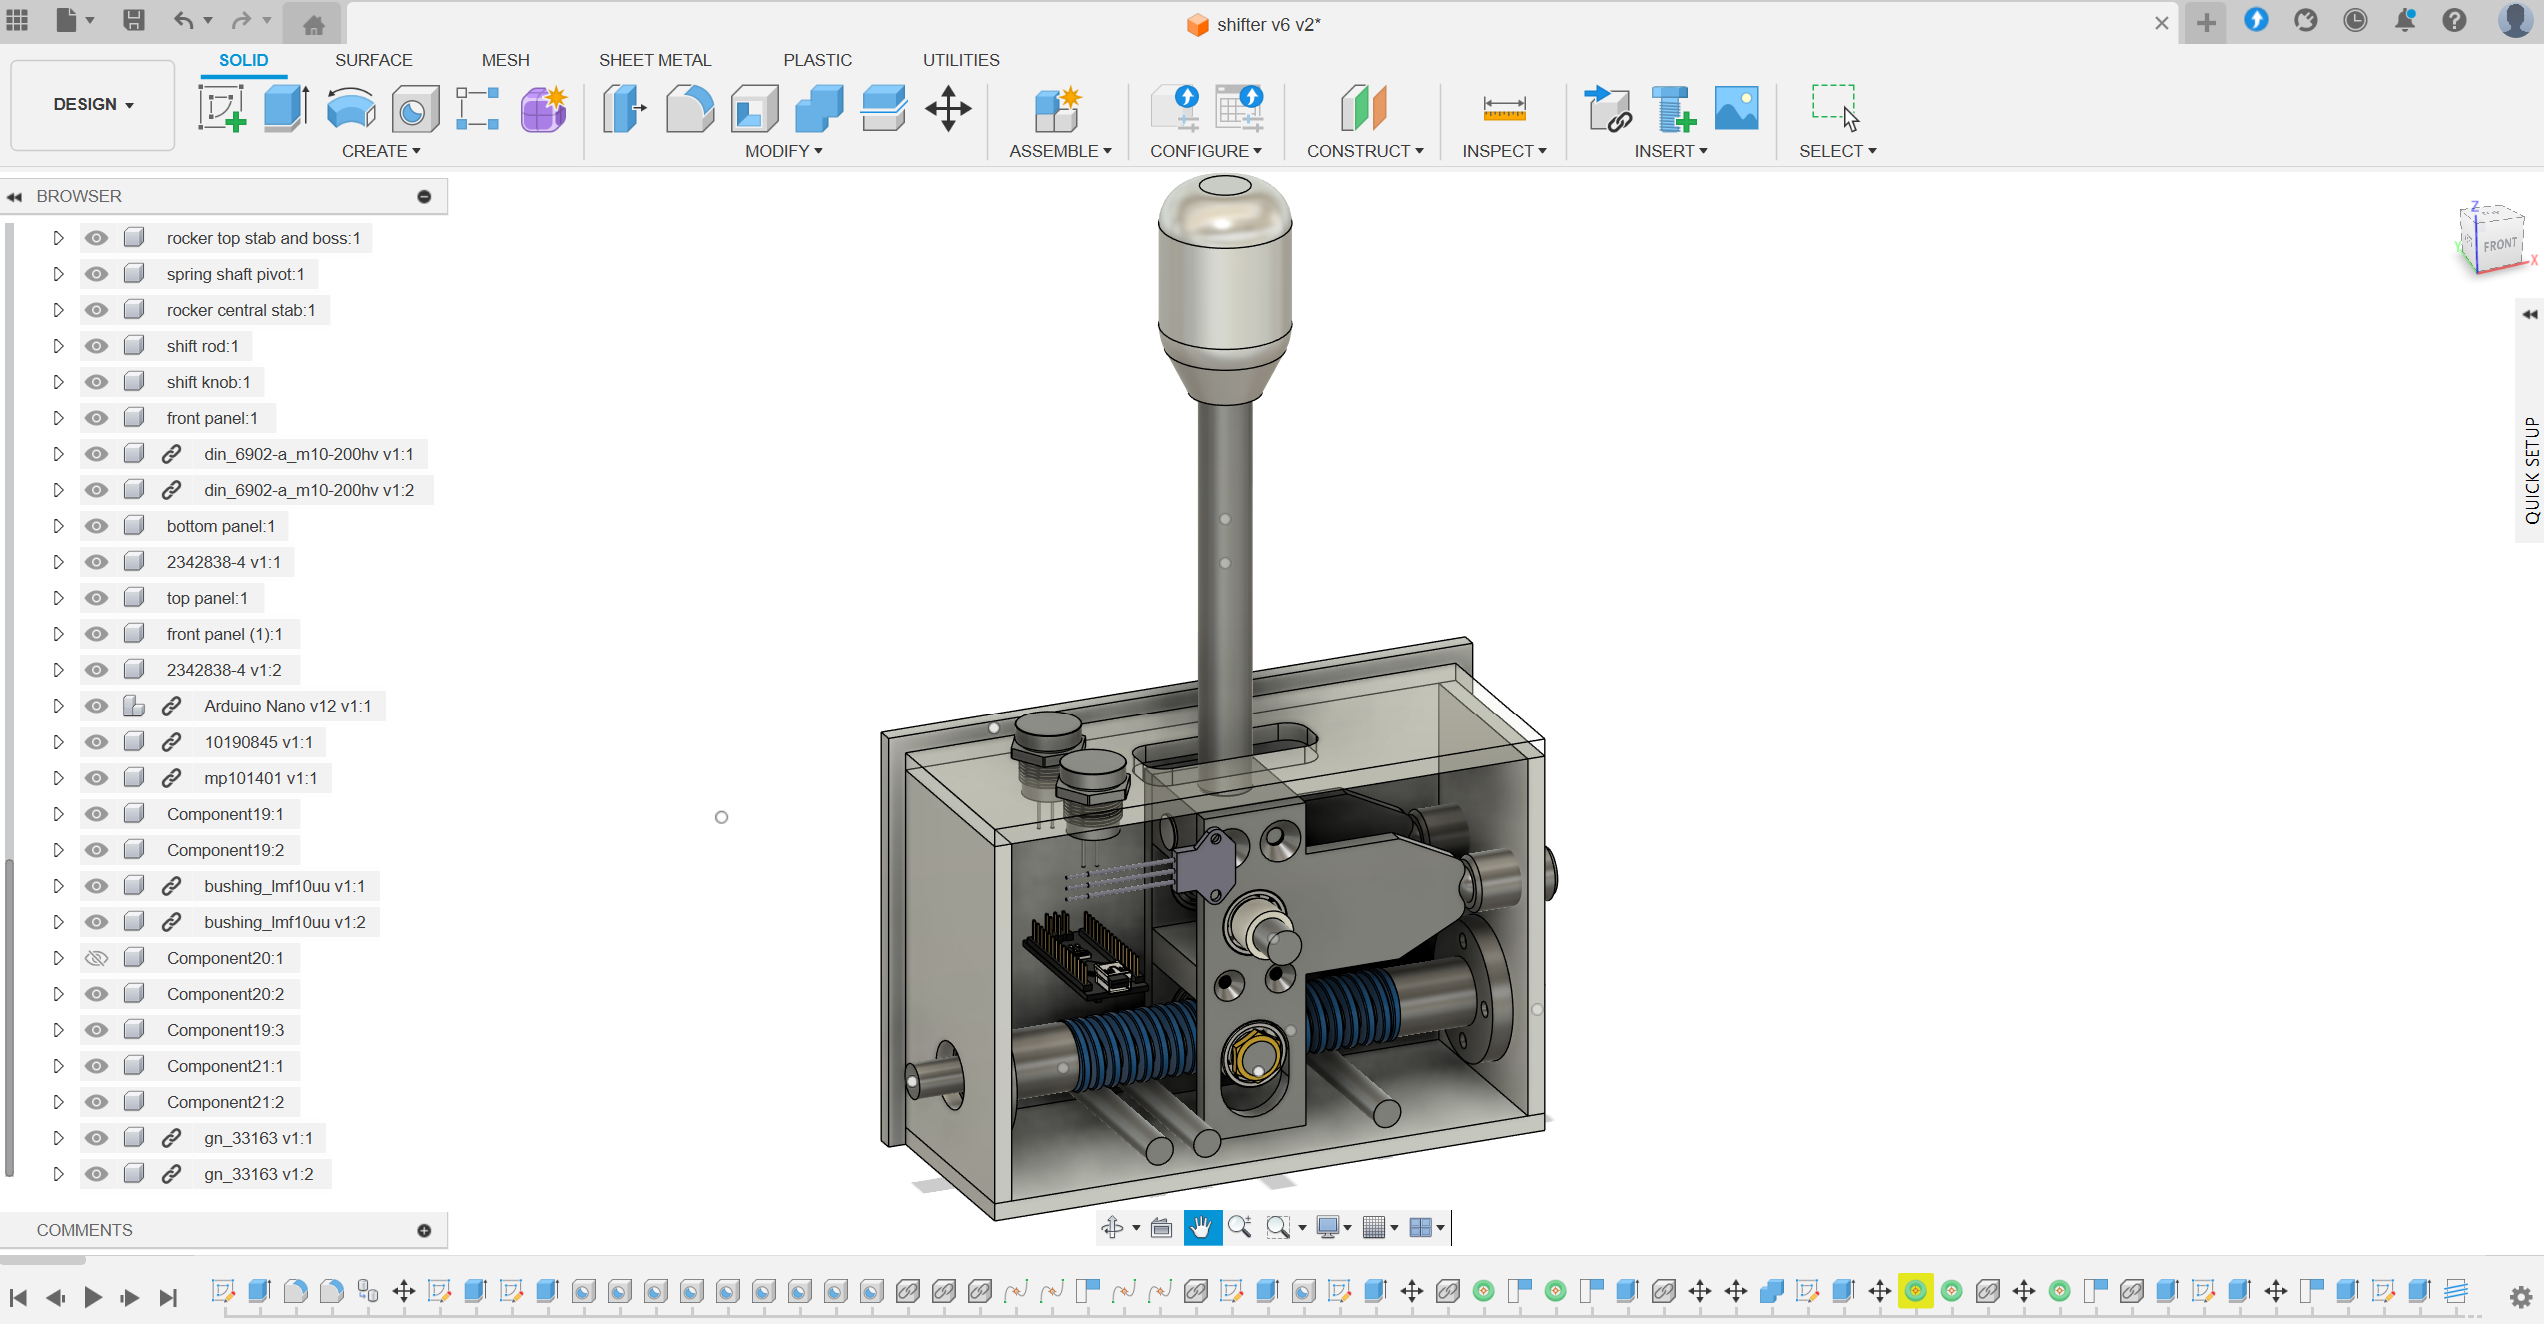 shifter v6 v2*
SOLID SURFACE MESH SHEET METAL PLASTIC UTILITIES
DESIGN
CREATE MODIFY ASSEMBLE CONFIGURE CONSTRUCT INSPECT INSERT SELECT
BROWSER
rocker top stab and boss:1
spring shaft pivot:1
rocker central stab:1
shift rod:1
shift knob:1
front panel:1
din_6902-a_m10-200hv v1:1
din_6902-a_m10-200hv v1:2
bottom panel:1
2342838-4 v1:1
top panel:1
front panel (1):1
2342838-4 v1:2
Arduino Nano v12 v1:1
10190845 v1:1
mp101401 v1:1
Component19:1
Component19:2
bushing_lmf10uu v1:1
bushing_lmf10uu v1:2
Component20:1
Component20:2
Component19:3
Component21:1
Component21:2
gn_33163 v1:1
gn_33163 v1:2
COMMENTS
Z
FRONT
Y
X
QUICK SETUP